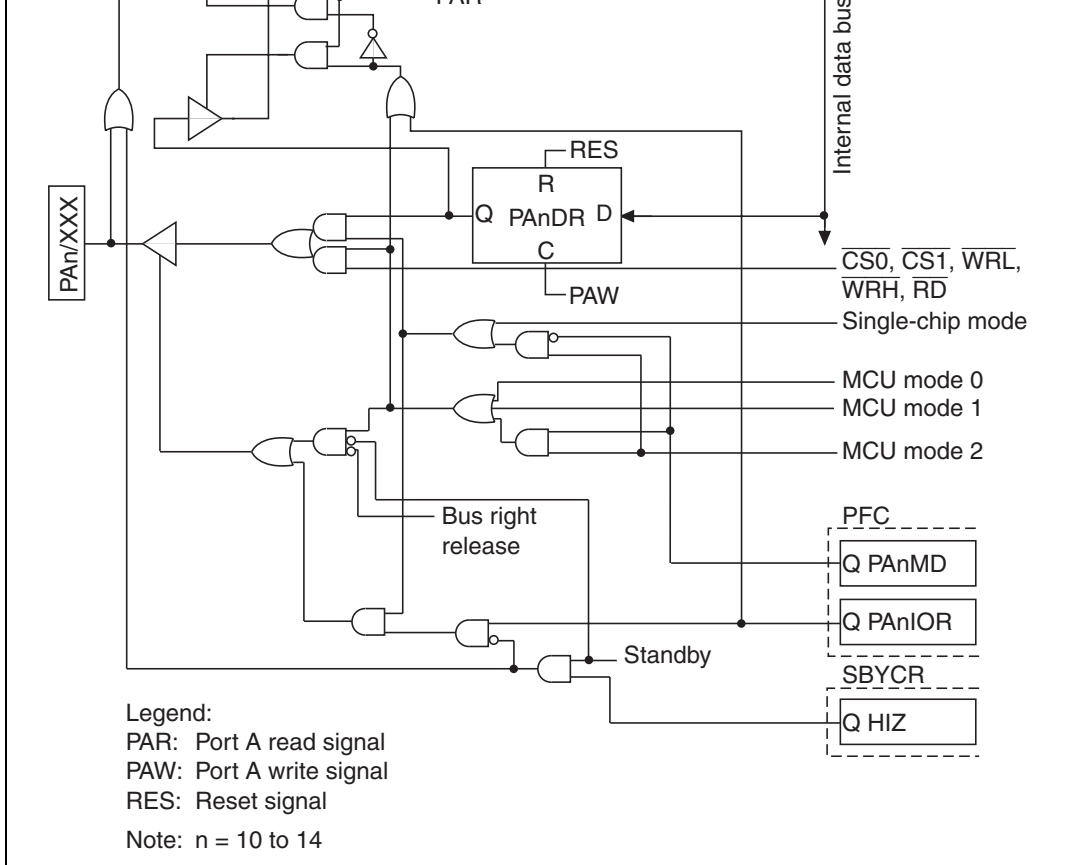 PAR
Internal data bus
RES
R
Q PAnDR D
C
PAW
PAn/XXX
CS0, CS1, WRL,
WRH, RD
Single-chip mode
MCU mode 0
MCU mode 1
MCU mode 2
Bus right
release
PFC
Q PAnMD
Q PAnIOR
Standby
SBYCR
Q HIZ
Legend:
PAR: Port A read signal
PAW: Port A write signal
RES: Reset signal
Note: n = 10 to 14